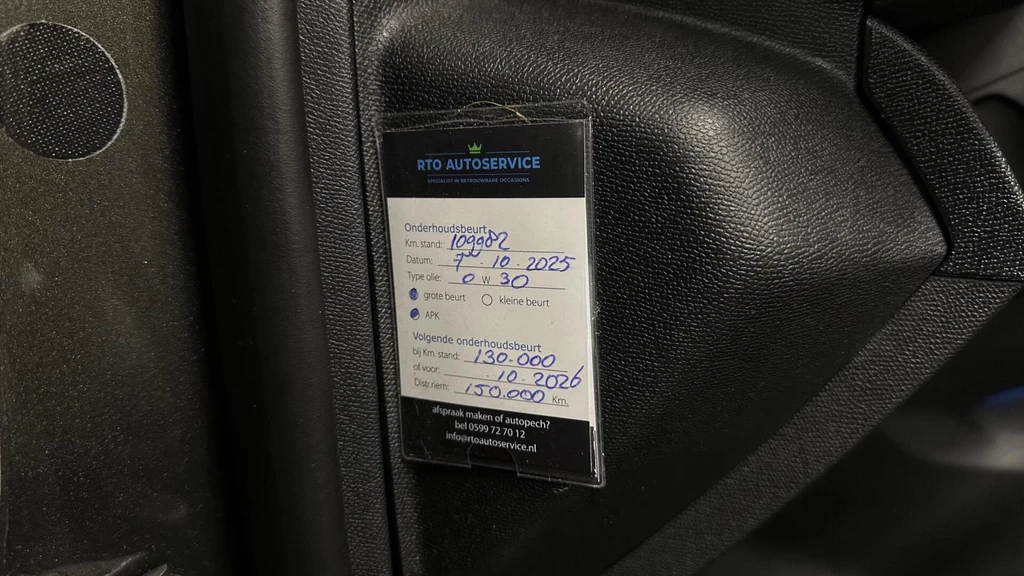 RTO AUTOSERVICE
SPECIALIST IN BETROUWBARE OCCASIONS
Onderhoudsbeurt
Km. stand: 109982
Datum: 7 - 10 - 2025
Type olie: 0 W 30
grote beurt kleine beurt
APK
Volgende onderhoudsbeurt
bij Km. stand: 130.000
of voor: - 10 - 2026
Distr.riem: 150.000 Km.
afspraak maken of autopech?
bel 0599 72 70 12
info@rtoautoservice.nl